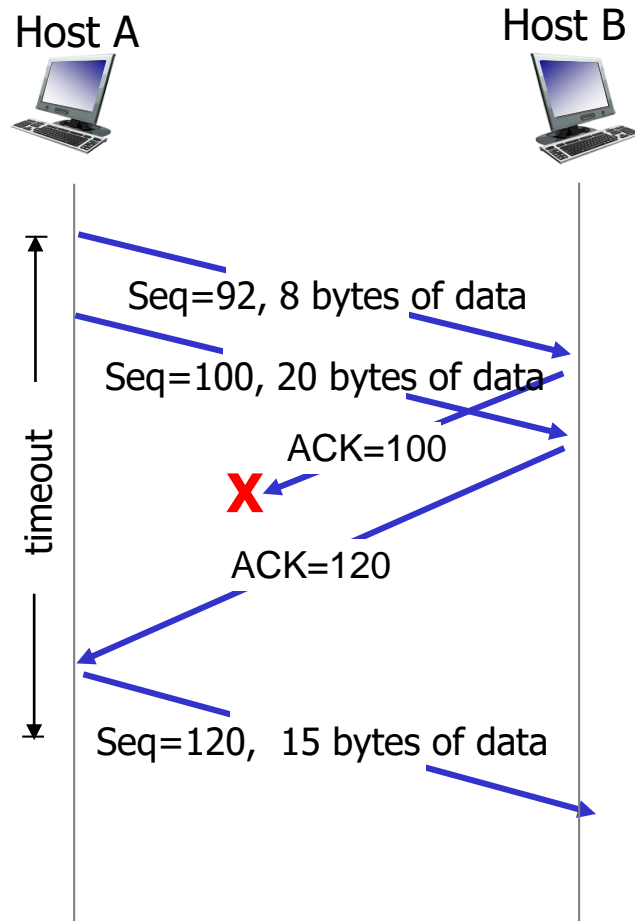 Host A
Host B
Seq=92, 8 bytes of data
Seq=100, 20 bytes of data
ACK=100
X
timeout
ACK=120
Seq=120,  15 bytes of data